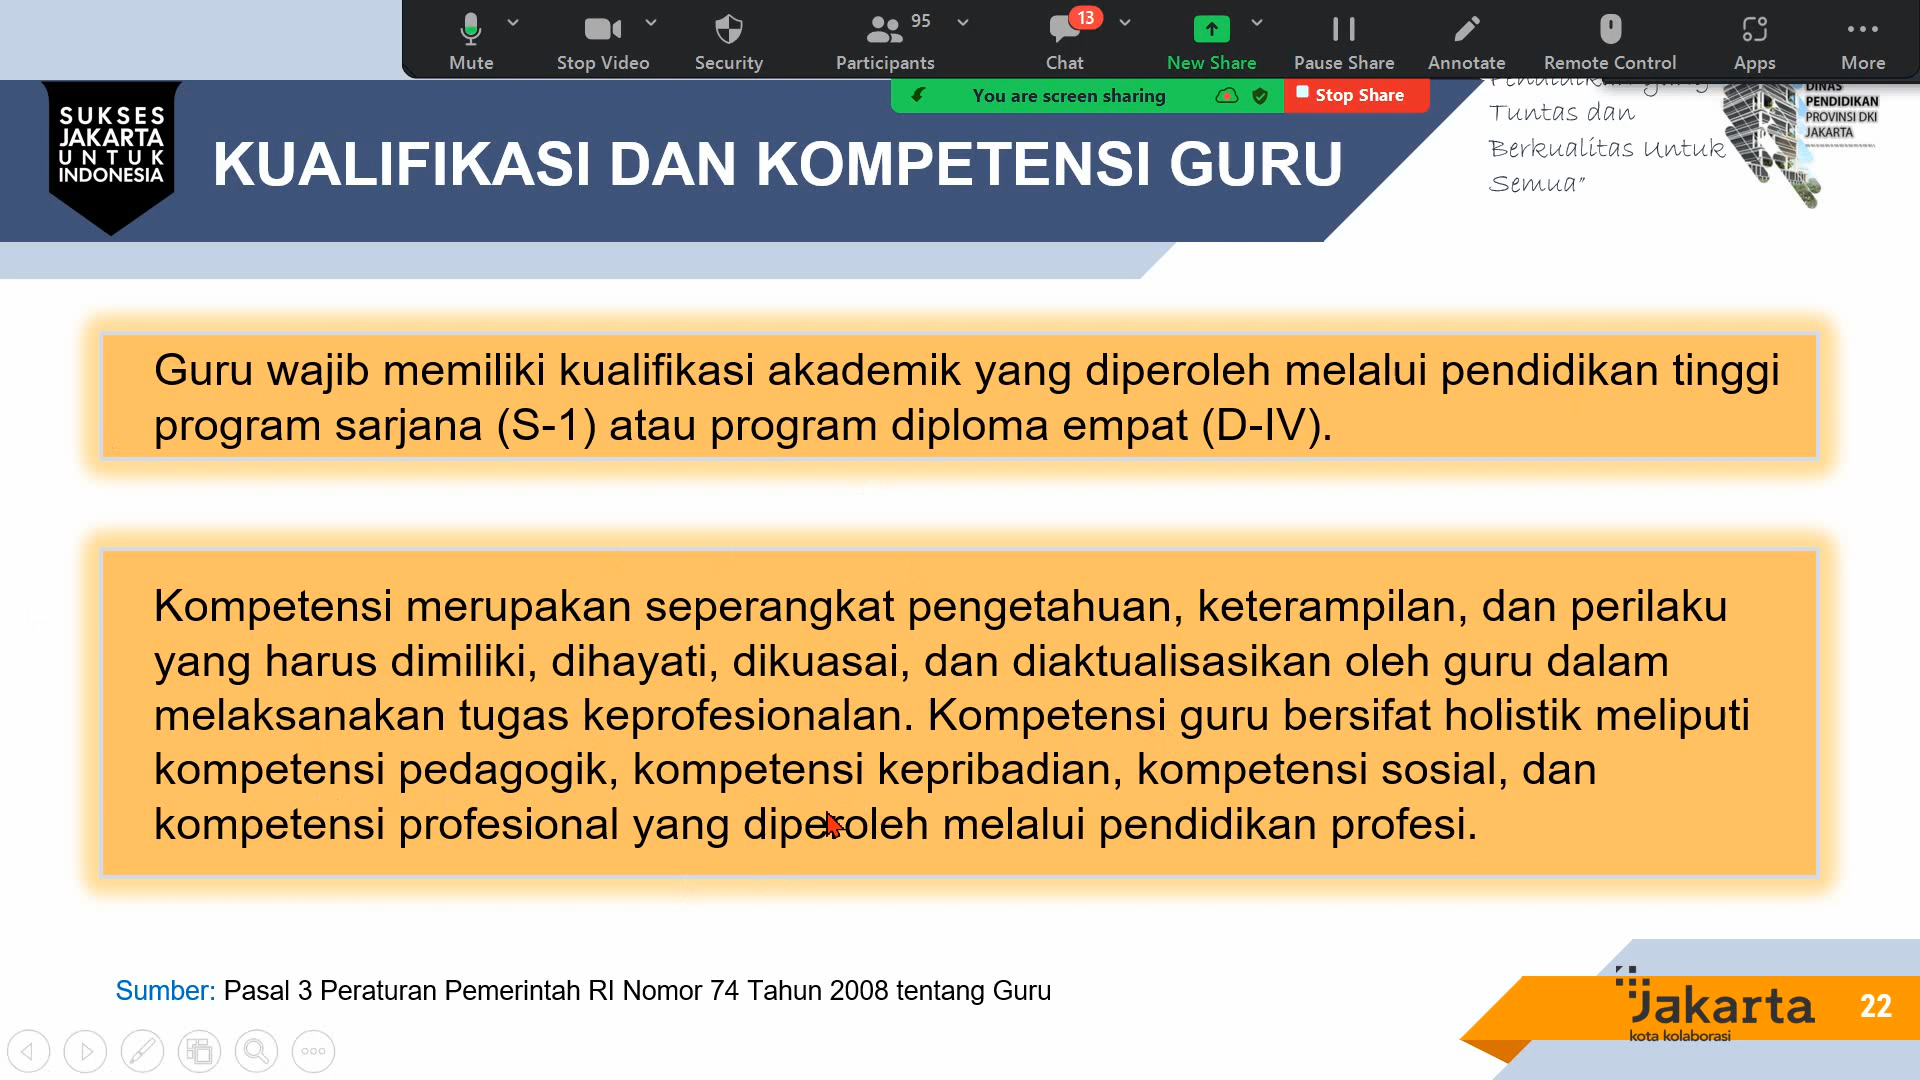 Mute
Stop Video
Security
Participants
95
Chat
13
New Share
Pause Share
Annotate
Remote Control
Apps
More
You are screen sharing
Stop Share
SUKSES
JAKARTA
UNTUK
INDONESIA
KUALIFIKASI DAN KOMPETENSI GURU
Tuntas dan
Berkualitas Untuk
Semua"
DINAS
PENDIDIKAN
PROVINSI DKI
JAKARTA
Guru wajib memiliki kualifikasi akademik yang diperoleh melalui pendidikan tinggi
program sarjana (S-1) atau program diploma empat (D-IV).
Kompetensi merupakan seperangkat pengetahuan, keterampilan, dan perilaku
yang harus dimiliki, dihayati, dikuasai, dan diaktualisasikan oleh guru dalam
melaksanakan tugas keprofesionalan. Kompetensi guru bersifat holistik meliputi
kompetensi pedagogik, kompetensi kepribadian, kompetensi sosial, dan
kompetensi profesional yang diperoleh melalui pendidikan profesi.
Sumber: Pasal 3 Peraturan Pemerintah RI Nomor 74 Tahun 2008 tentang Guru
Jakarta
kota kolaborasi
22